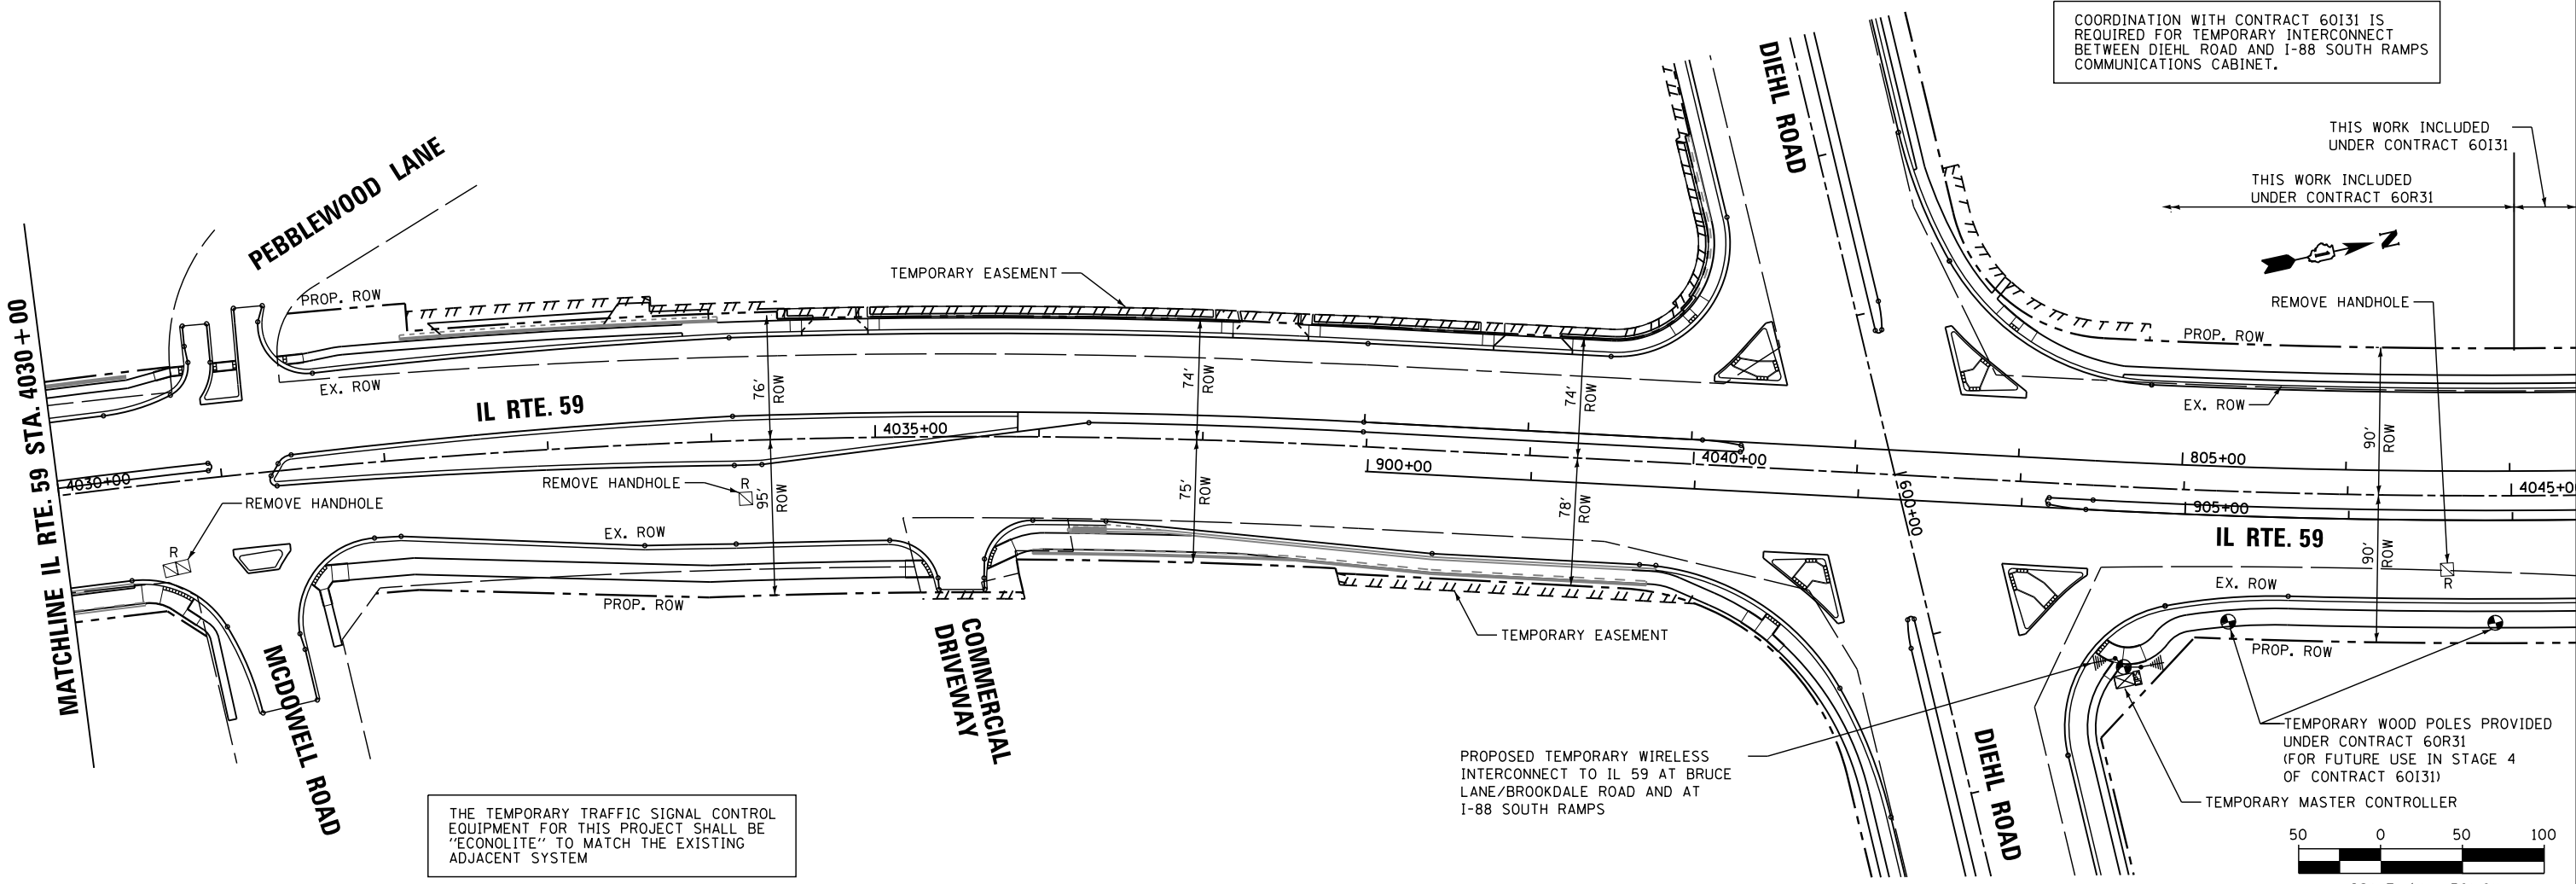 COORDINATION WITH CONTRACT 60I31 IS
REQUIRED FOR TEMPORARY INTERCONNECT
BETWEEN DIEHL ROAD AND I-88 SOUTH RAMPS
COMMUNICATIONS CABINET.
THIS WORK INCLUDED
UNDER CONTRACT 60I31
THIS WORK INCLUDED
UNDER CONTRACT 60R31
N
DIEHL ROAD
PEBBLEWOOD LANE
TEMPORARY EASEMENT
REMOVE HANDHOLE
PROP. ROW
PROP. ROW
EX. ROW
EX. ROW
IL RTE. 59
76'
ROW
74'
ROW
74'
ROW
90'
ROW
MATCHLINE IL RTE. 59 STA. 4030+00
4030+00
4035+00
900+00
4040+00
805+00
4045+0
905+00
600+00
IL RTE. 59
REMOVE HANDHOLE
R
REMOVE HANDHOLE
R
95'
ROW
75'
ROW
78'
ROW
90'
ROW
EX. ROW
EX. ROW
R
PROP. ROW
PROP. ROW
TEMPORARY EASEMENT
MCDOWELL ROAD
COMMERCIAL
DRIVEWAY
DIEHL ROAD
TEMPORARY WOOD POLES PROVIDED
UNDER CONTRACT 60R31
(FOR FUTURE USE IN STAGE 4
OF CONTRACT 60I31)
PROPOSED TEMPORARY WIRELESS
INTERCONNECT TO IL 59 AT BRUCE
LANE/BROOKDALE ROAD AND AT
I-88 SOUTH RAMPS
TEMPORARY MASTER CONTROLLER
THE TEMPORARY TRAFFIC SIGNAL CONTROL
EQUIPMENT FOR THIS PROJECT SHALL BE
"ECONOLITE" TO MATCH THE EXISTING
ADJACENT SYSTEM
50 0 50 100